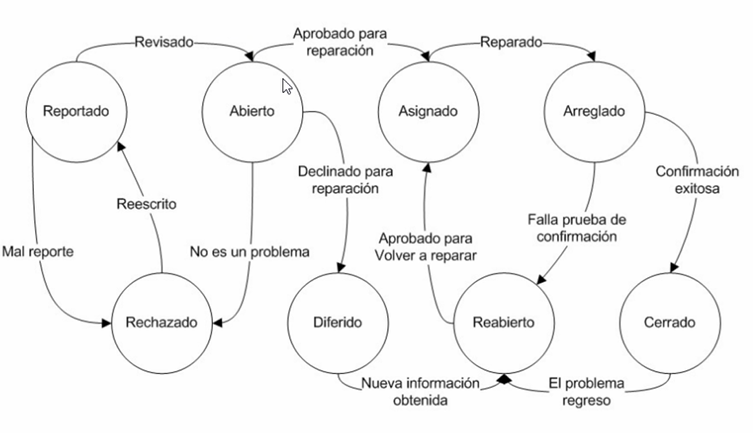 Revisado
Aprobado para
reparación
Reparado
Reportado
Abierto
Asignado
Arreglado
Declinado para
reparación
Confirmación
exitosa
Reescrito
Falla prueba de
confirmación
Mal reporte
No es un problema
Aprobado para
Volver a reparar
Rechazado
Diferido
Reabierto
Cerrado
Nueva información
obtenida
El problema
regreso